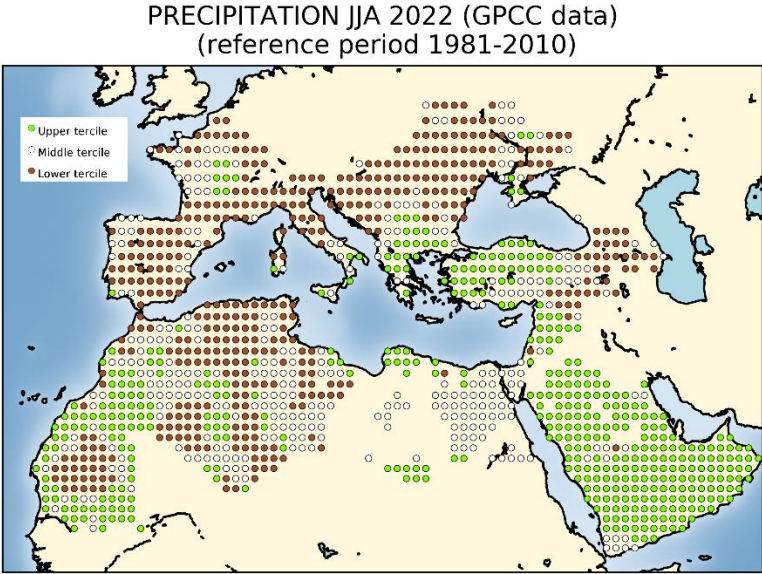 PRECIPITATION JJA 2022 (GPCC data)
(reference period 1981-2010)
Upper tercile
Middle tercile
Lower tercile